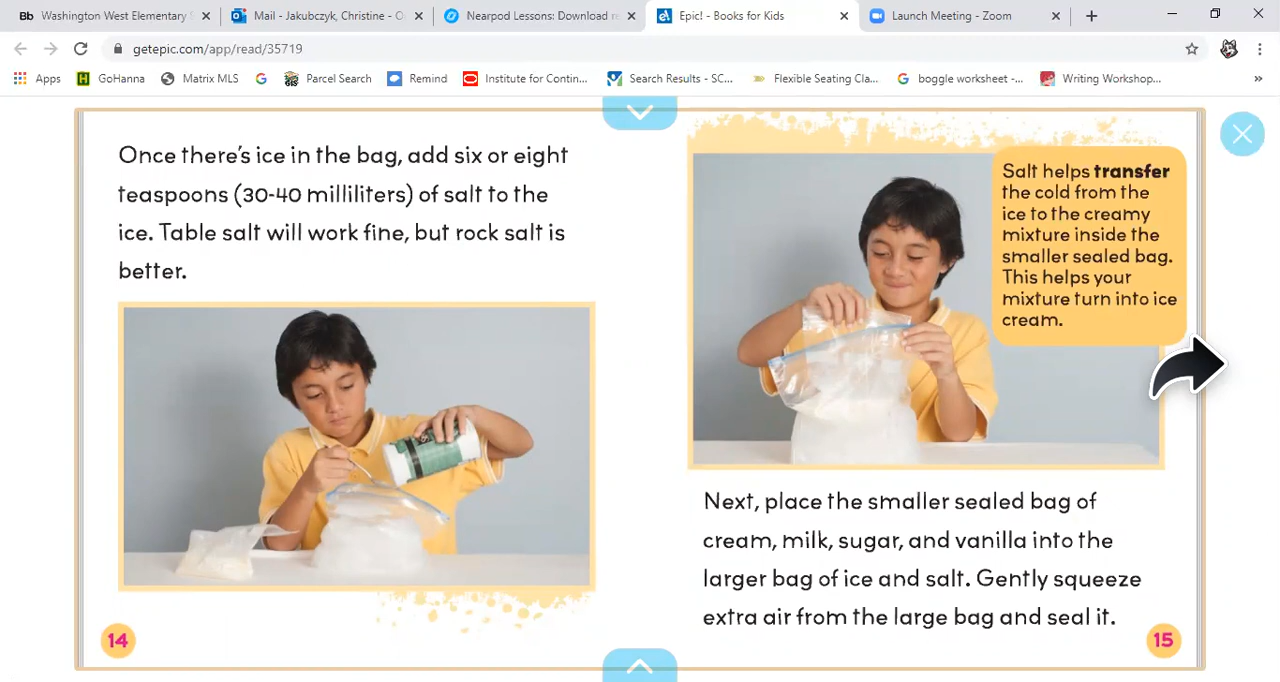 Washington West Elementary
Mail - Jakubczyk, Christine - O
Nearpod Lessons: Download r
Epic! - Books for Kids
Launch Meeting - Zoom
getepic.com/app/read/35719
Apps
GoHanna
Matrix MLS
Parcel Search
Remind
Institute for Contin...
Search Results - SC...
Flexible Seating Cla...
boggle worksheet -...
Writing Workshop...
Once there's ice in the bag, add six or eight
teaspoons (30-40 milliliters) of salt to the
ice. Table salt will work fine, but rock salt is
better.
14
Salt helps transfer
the cold from the
ice to the creamy
mixture inside the
smaller sealed bag.
This helps your
mixture turn into ice
cream.
Next, place the smaller sealed bag of
cream, milk, sugar, and vanilla into the
larger bag of ice and salt. Gently squeeze
extra air from the large bag and seal it.
15